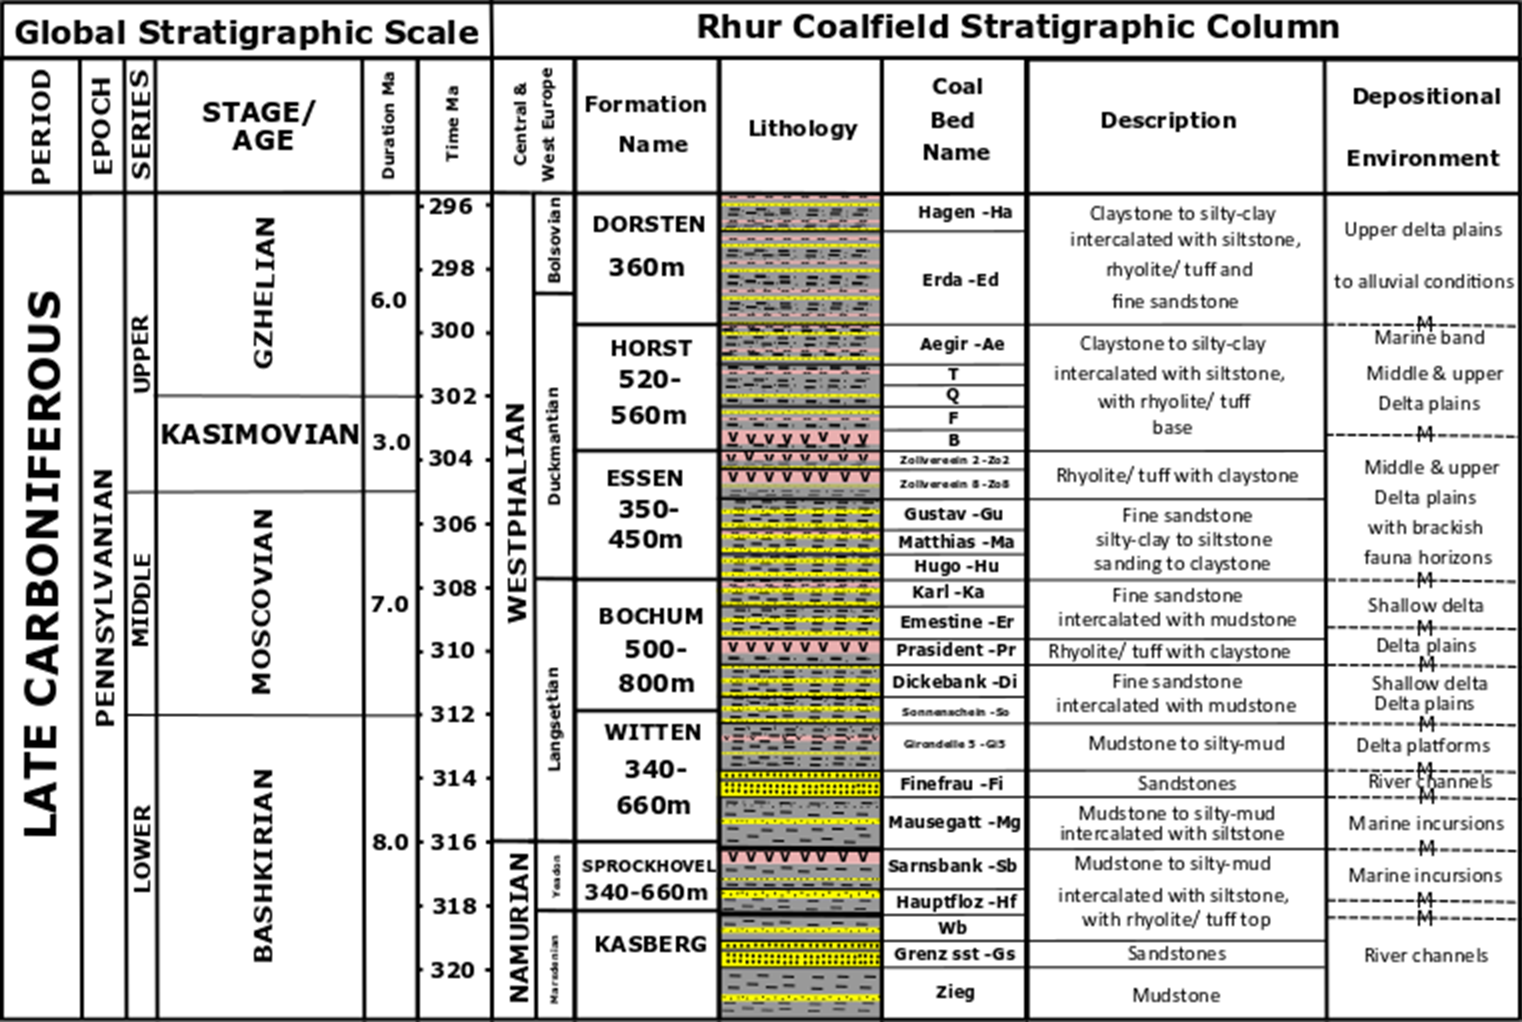 Global Stratigraphic Scale
Rhur Coalfield Stratigraphic Column
PERIOD
EPOCH
SERIES
STAGE/
AGE
Duration Ma
Time Ma
Central &
West Europe
Formation
Name
Lithology
Coal
Bed
Name
Description
Depositional
Environment
LATE CARBONIFEROUS
PENNSYLVANIAN
UPPER
MIDDLE
LOWER
GZHELIAN
KASIMOVIAN
MOSCOVIAN
BASHKIRIAN
6.0
3.0
7.0
8.0
296
298
300
302
304
306
308
310
312
314
316
318
320
WESTPHALIAN
NAMURIAN
Bolsovian
Duckmantian
Langsettian
Yeadon
Marsdenian
DORSTEN
360m
HORST
520-
560m
ESSEN
350-
450m
BOCHUM
500-
800m
WITTEN
340-
660m
SPROCKHOVEL
340-660m
KASBERG
V V V V V V V
V V V V V V V
V V V V V V V
V V V V V V V
V V V V V V V
Hagen -Ha
Erda -Ed
Aegir -Ae
T
Q
F
B
Zollvereein 2 -Zo2
Zollvereein 8 -Zo8
Gustav -Gu
Matthias -Ma
Hugo -Hu
Karl -Ka
Emestine -Er
Prasident -Pr
Dickebank -Di
Sonnenschein -So
Girondelle 5 -Gi5
Finefrau -Fi
Mausegatt -Mg
Sarnsbank -Sb
Hauptfloz -Hf
Wb
Grenz sst -Gs
Zieg
Claystone to silty-clay
intercalated with siltstone,
rhyolite/ tuff and
fine sandstone
Claystone to silty-clay
intercalated with siltstone,
with rhyolite/ tuff
base
Rhyolite/ tuff with claystone
Fine sandstone
silty-clay to siltstone
sanding to claystone
Fine sandstone
intercalated with mudstone
Rhyolite/ tuff with claystone
Fine sandstone
intercalated with mudstone
Mudstone to silty-mud
Sandstones
Mudstone to silty-mud
intercalated with siltstone
Mudstone to silty-mud
intercalated with siltstone,
with rhyolite/ tuff top
Sandstones
Mudstone
Upper delta plains
to alluvial conditions
M
Marine band
Middle & upper
Delta plains
M
Middle & upper
Delta plains
with brackish
fauna horizons
M
Shallow delta
M
Delta plains
M
Shallow delta
Delta plains
M
Delta platforms
M
River channels
M
Marine incursions
M
Marine incursions
M
M
River channels